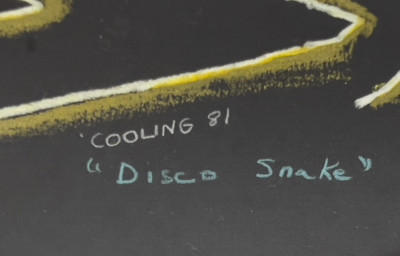 COOLING 81
"Disco Snake"